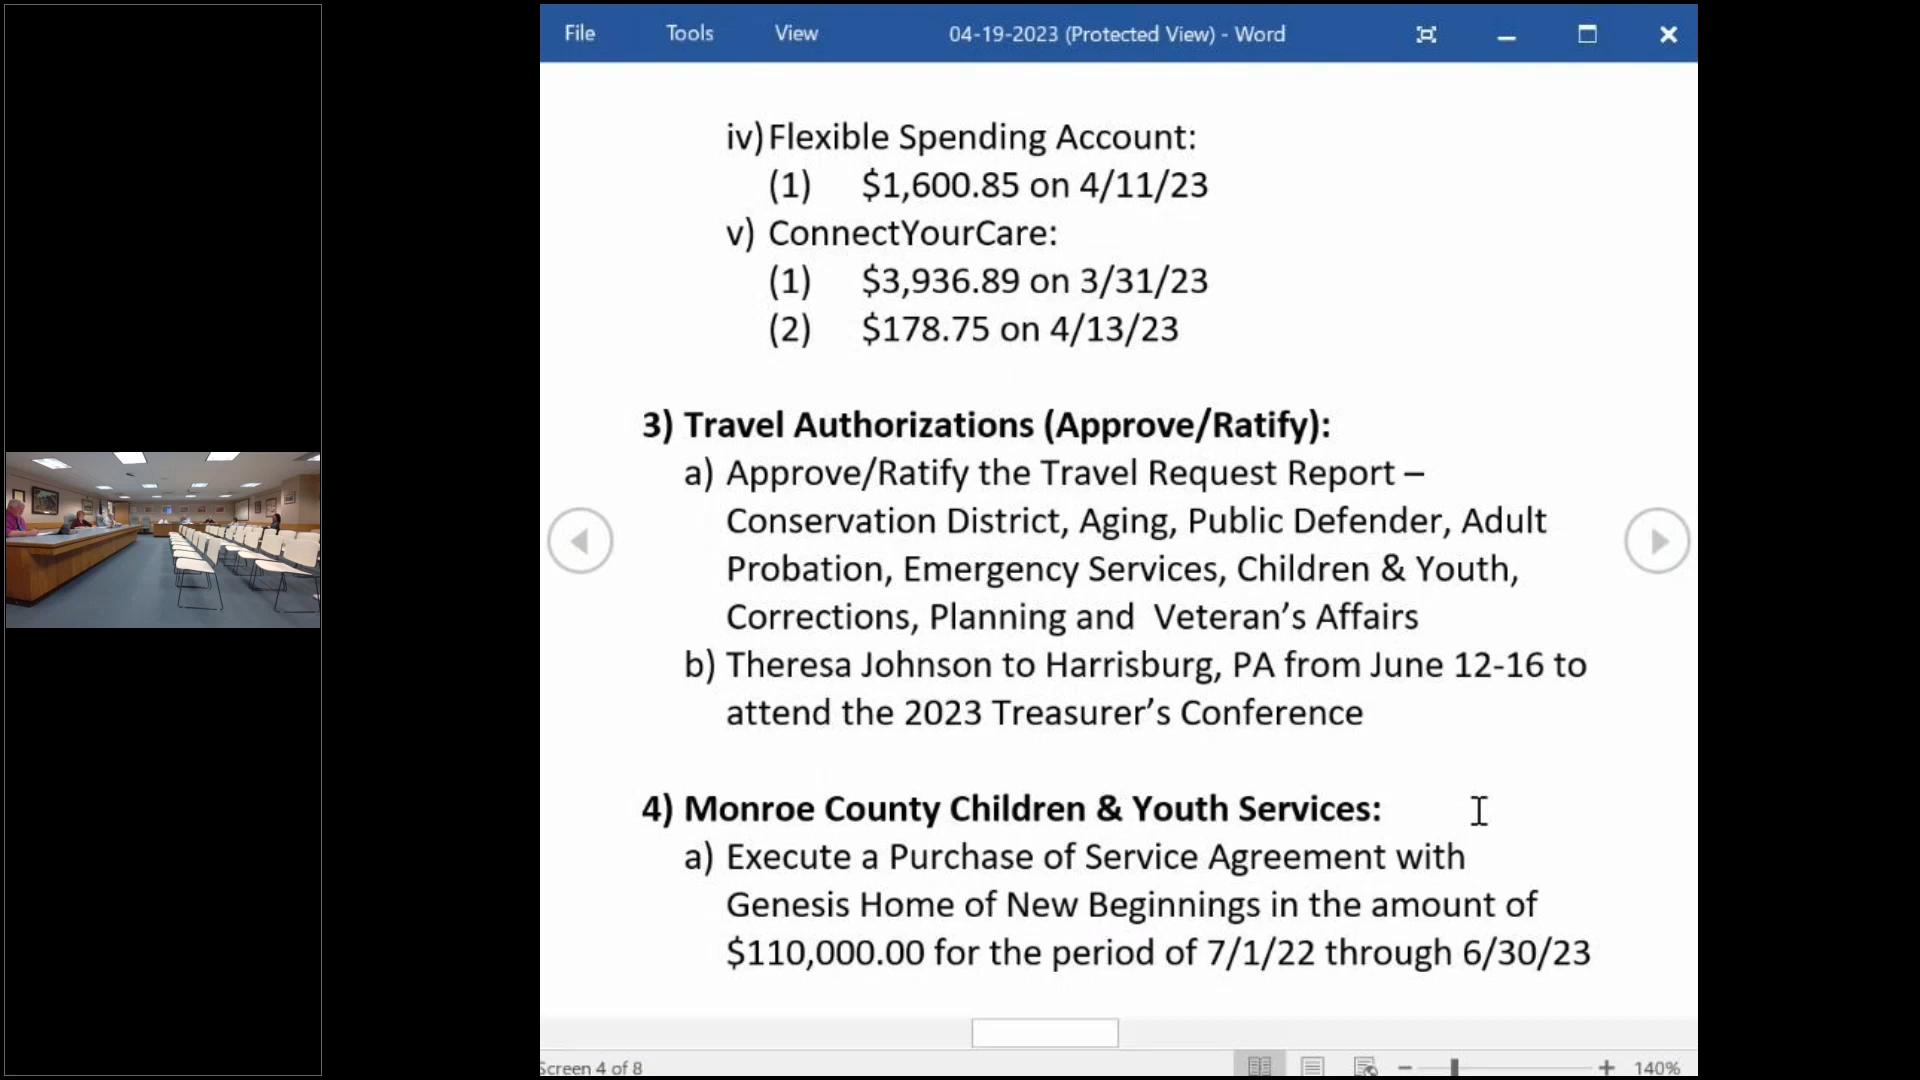 File Tools View 04-19-2023 (Protected View) - Word
iv) Flexible Spending Account:
(1) $1,600.85 on 4/11/23
v) ConnectYourCare:
(1) $3,936.89 on 3/31/23
(2) $178.75 on 4/13/23
3) Travel Authorizations (Approve/Ratify):
a) Approve/Ratify the Travel Request Report –
Conservation District, Aging, Public Defender, Adult
Probation, Emergency Services, Children & Youth,
Corrections, Planning and Veteran’s Affairs
b) Theresa Johnson to Harrisburg, PA from June 12-16 to
attend the 2023 Treasurer’s Conference
4) Monroe County Children & Youth Services:
a) Execute a Purchase of Service Agreement with
Genesis Home of New Beginnings in the amount of
$110,000.00 for the period of 7/1/22 through 6/30/23
Screen 4 of 8 140%